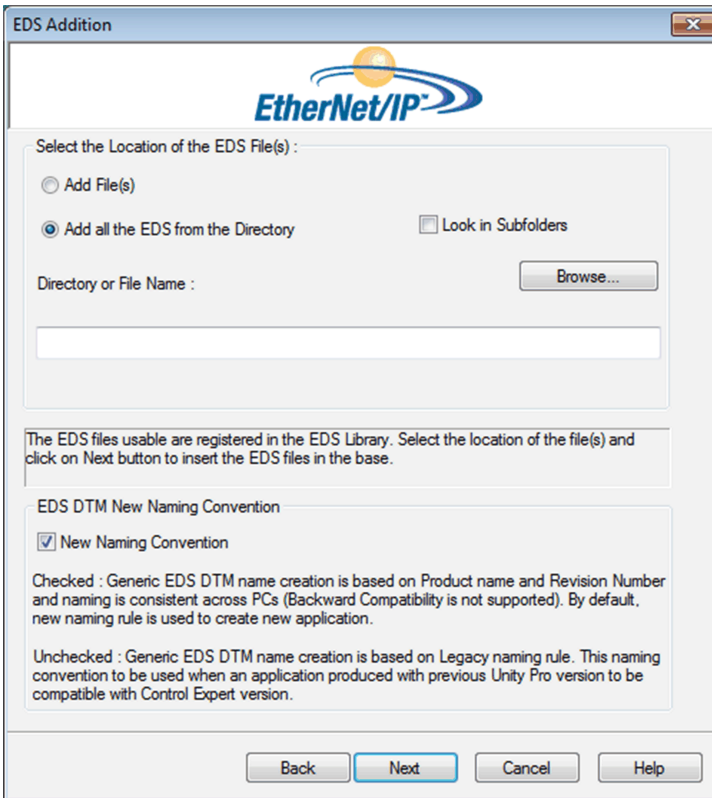 EDS Addition
EtherNet/IP™
Select the Location of the EDS File(s) :
Add File(s)
Add all the EDS from the Directory
Look in Subfolders
Directory or File Name :
Browse...
The EDS files usable are registered in the EDS Library. Select the location of the file(s) and
click on Next button to insert the EDS files in the base.
EDS DTM New Naming Convention
New Naming Convention
Checked : Generic EDS DTM name creation is based on Product name and Revision Number
and naming is consistent across PCs (Backward Compatibility is not supported). By default,
new naming rule is used to create new application.
Unchecked : Generic EDS DTM name creation is based on Legacy naming rule. This naming
convention to be used when an application produced with previous Unity Pro version to be
compatible with Control Expert version.
Back
Next
Cancel
Help